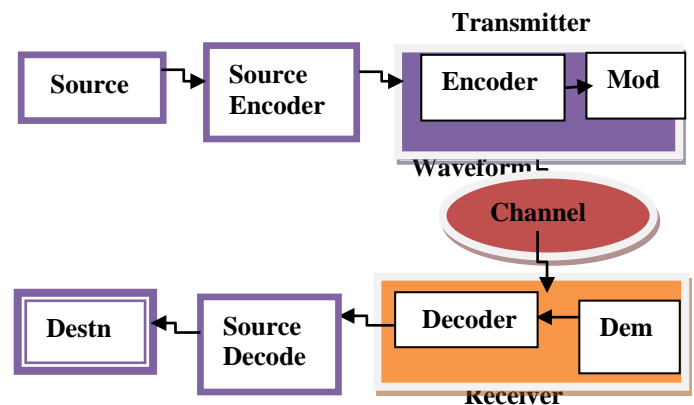 Transmitter
Source
Source
Encoder
Encoder
Mod
Waveform
Channel
Destn
Source
Decode
Decoder
Dem
Receiver